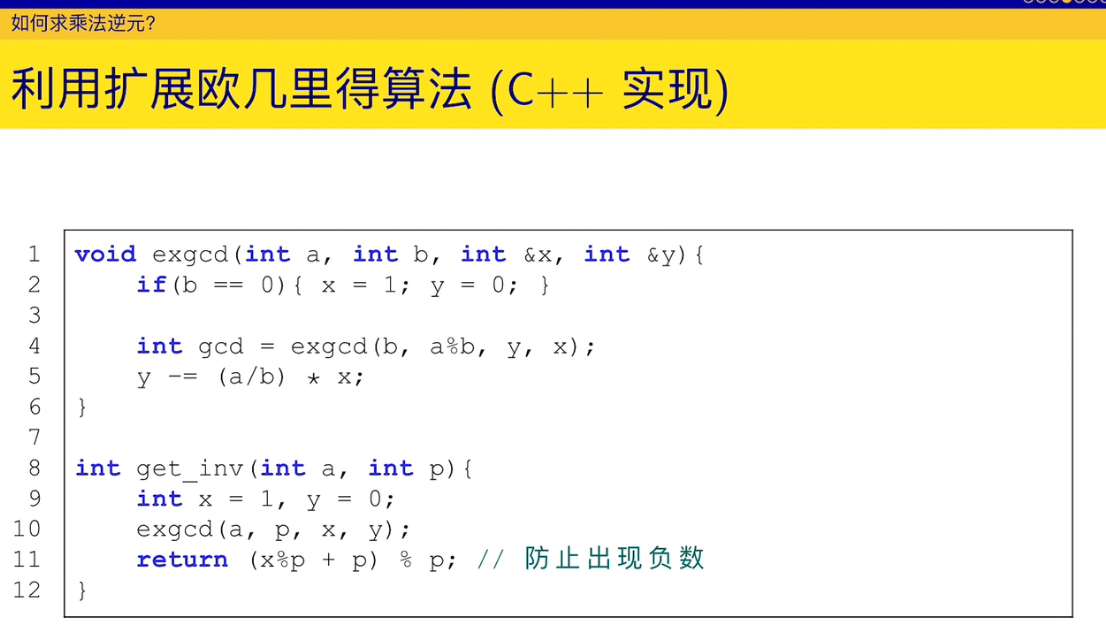 如何求乘法逆元?
利用扩展欧几里得算法 (C++ 实现)
1 void exgcd(int a, int b, int &x, int &y){
2 if(b == 0){ x = 1; y = 0; }
3
4 int gcd = exgcd(b, a%b, y, x);
5 y -= (a/b) * x;
6 }
7
8 int get_inv(int a, int p){
9 int x = 1, y = 0;
10 exgcd(a, p, x, y);
11 return (x%p + p) % p; // 防止出现负数
12 }